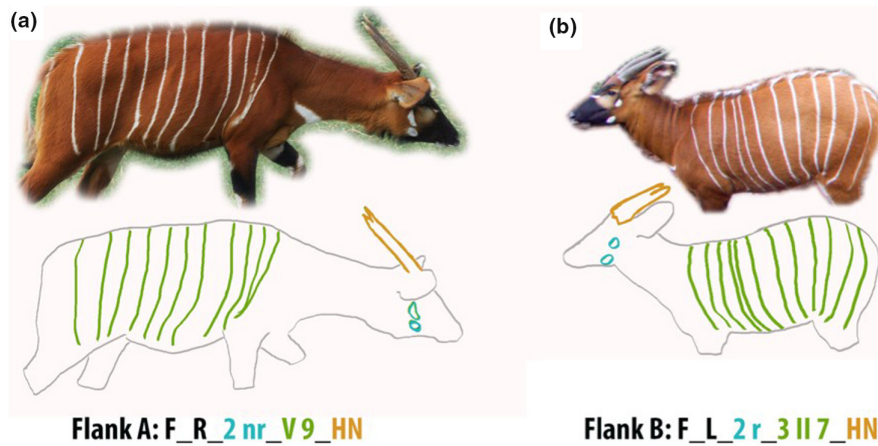 (a)
(b)
Flank A: F_R_2 nr_V 9_HN
Flank B: F_L_2 r_3 II 7_HN